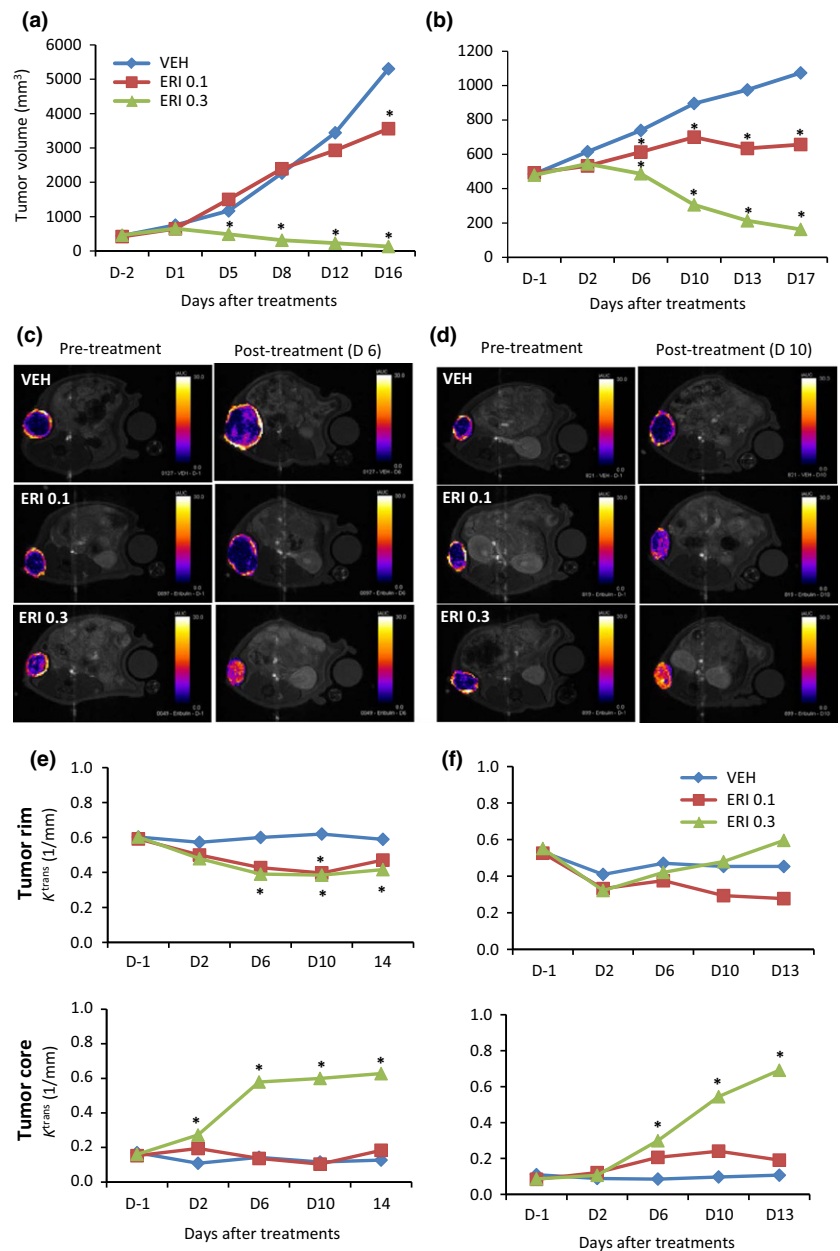 (a)
Tumor volume (mm³)
6000
5000
4000
3000
2000
1000
0
VEH
ERI 0.1
ERI 0.3
*
* * * *
D-2 D1 D5 D8 D12 D16
Days after treatments
(b)
1200
1000
800
600
400
200
0
* * * *
* * * *
D-1 D2 D6 D10 D13 D17
Days after treatments
(c)
Pre-treatment Post-treatment (D 6)
VEH
ERI 0.1
ERI 0.3
(d)
Pre-treatment Post-treatment (D 10)
VEH
ERI 0.1
ERI 0.3
(e)
Tumor rim
Kᵗʳᵃⁿˢ (1/mm)
1.0
0.8
0.6
0.4
0.2
0.0
*
* * *
D-1 D2 D6 D10 14
Tumor core
Kᵗʳᵃⁿˢ (1/mm)
1.0
0.8
0.6
0.4
0.2
0.0
* * * *
D-1 D2 D6 D10 14
Days after treatments
(f)
VEH
ERI 0.1
ERI 0.3
1.0
0.8
0.6
0.4
0.2
0.0
D-1 D2 D6 D10 D13
1.0
0.8
0.6
0.4
0.2
0.0
* * *
D-1 D2 D6 D10 D13
Days after treatments